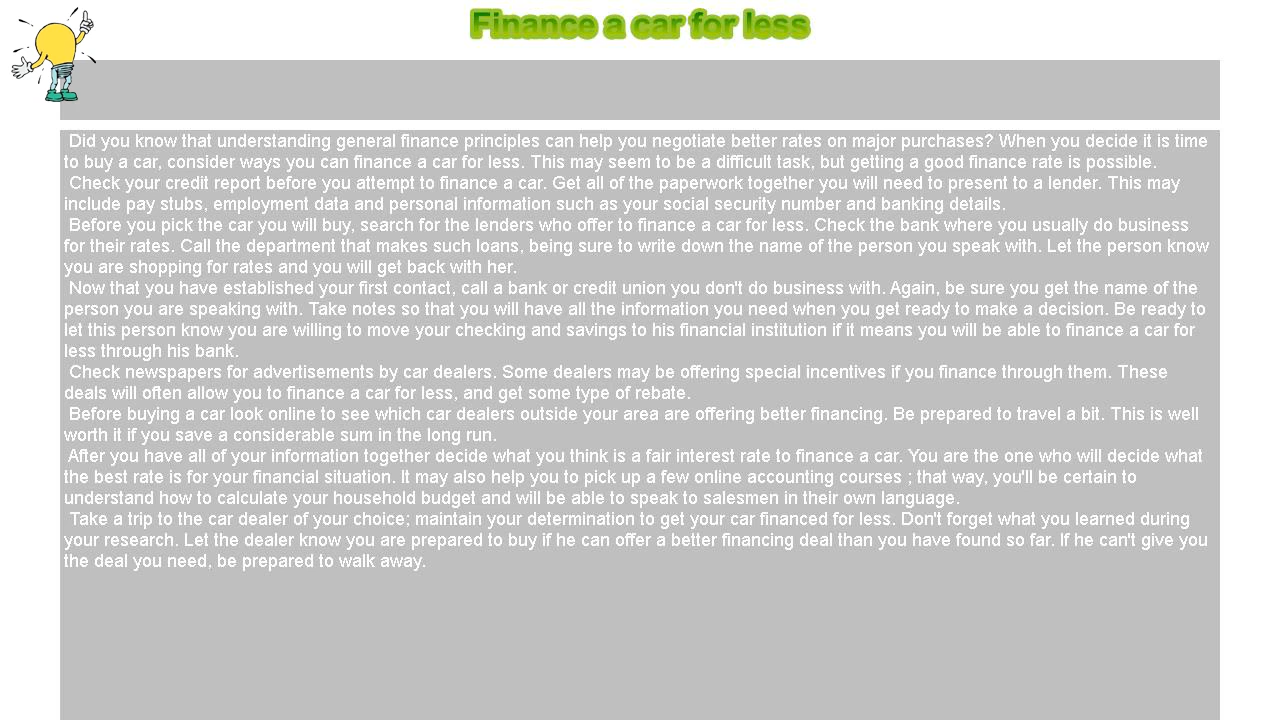 Finance a car for less
Did you know that understanding general finance principles can help you negotiate better rates on major purchases? When you decide it is time
to buy a car, consider ways you can finance a car for less. This may seem to be a difficult task, but getting a good finance rate is possible.
Check your credit report before you attempt to finance a car. Get all of the paperwork together you will need to present to a lender. This may
include pay stubs, employment data and personal information such as your social security number and banking details.
Before you pick the car you will buy, search for the lenders who offer to finance a car for less. Check the bank where you usually do business
for their rates. Call the department that makes such loans, being sure to write down the name of the person you speak with. Let the person know
you are shopping for rates and you will get back with her.
Now that you have established your first contact, call a bank or credit union you don't do business with. Again, be sure you get the name of the
person you are speaking with. Take notes so that you will have all the information you need when you get ready to make a decision. Be ready to
let this person know you are willing to move your checking and savings to his financial institution if it means you will be able to finance a car for
less through his bank.
Check newspapers for advertisements by car dealers. Some dealers may be offering special incentives if you finance through them. These
deals will often allow you to finance a car for less, and get some type of rebate.
Before buying a car look online to see which car dealers outside your area are offering better financing. Be prepared to travel a bit. This is well
worth it if you save a considerable sum in the long run.
After you have all of your information together decide what you think is a fair interest rate to finance a car. You are the one who will decide what
the best rate is for your financial situation. It may also help you to pick up a few online accounting courses ; that way, you'll be certain to
understand how to calculate your household budget and will be able to speak to salesmen in their own language.
Take a trip to the car dealer of your choice; maintain your determination to get your car financed for less. Don't forget what you learned during
your research. Let the dealer know you are prepared to buy if he can offer a better financing deal than you have found so far. If he can't give you
the deal you need, be prepared to walk away.